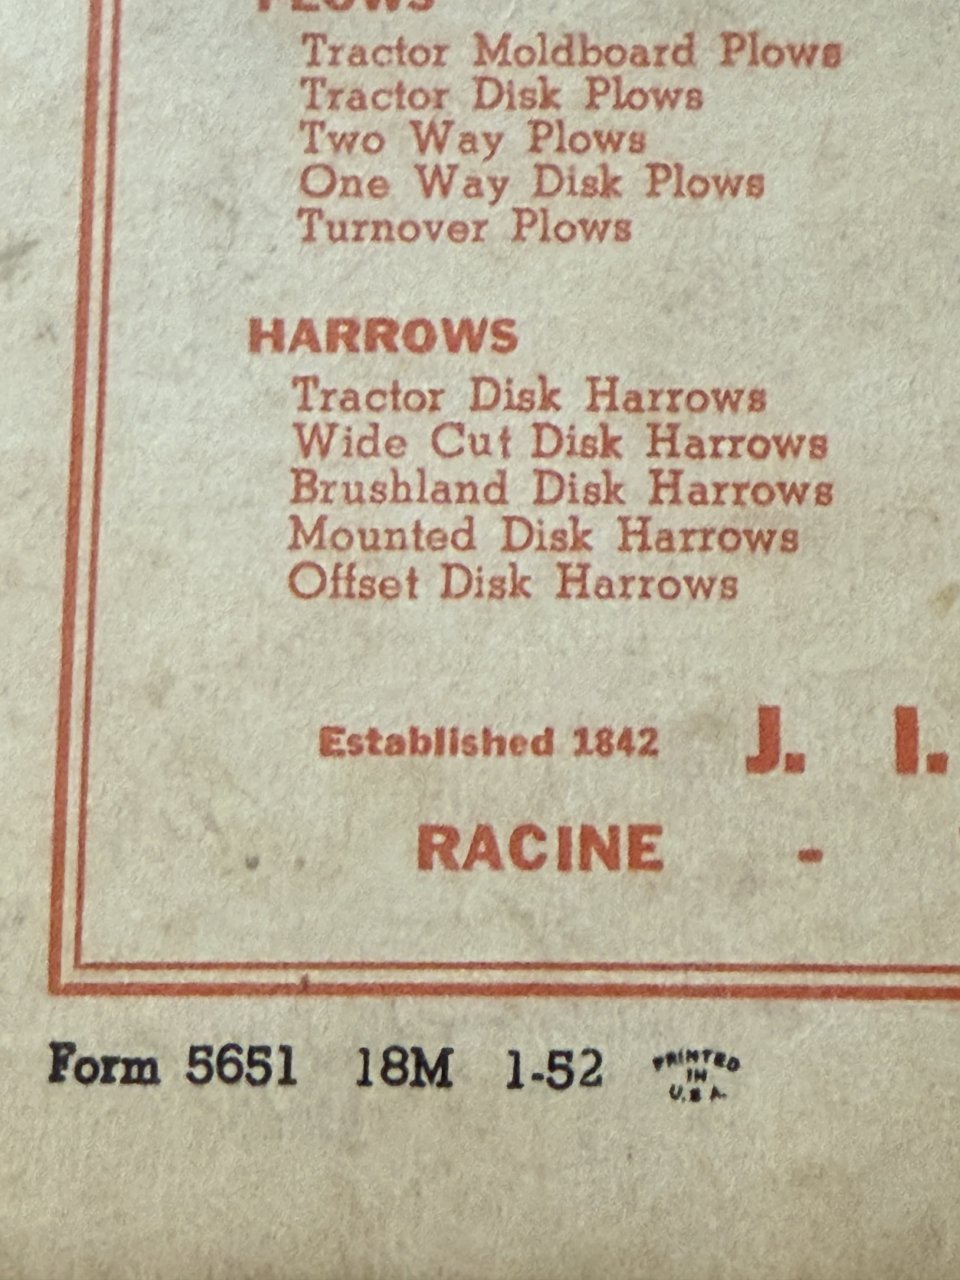 PLOWS
Tractor Moldboard Plows
Tractor Disk Plows
Two Way Plows
One Way Disk Plows
Turnover Plows
HARROWS
Tractor Disk Harrows
Wide Cut Disk Harrows
Brushland Disk Harrows
Mounted Disk Harrows
Offset Disk Harrows
Established 1842 J. I.
RACINE -
Form 5651 18M 1-52
PRINTED
IN
U.S.A.